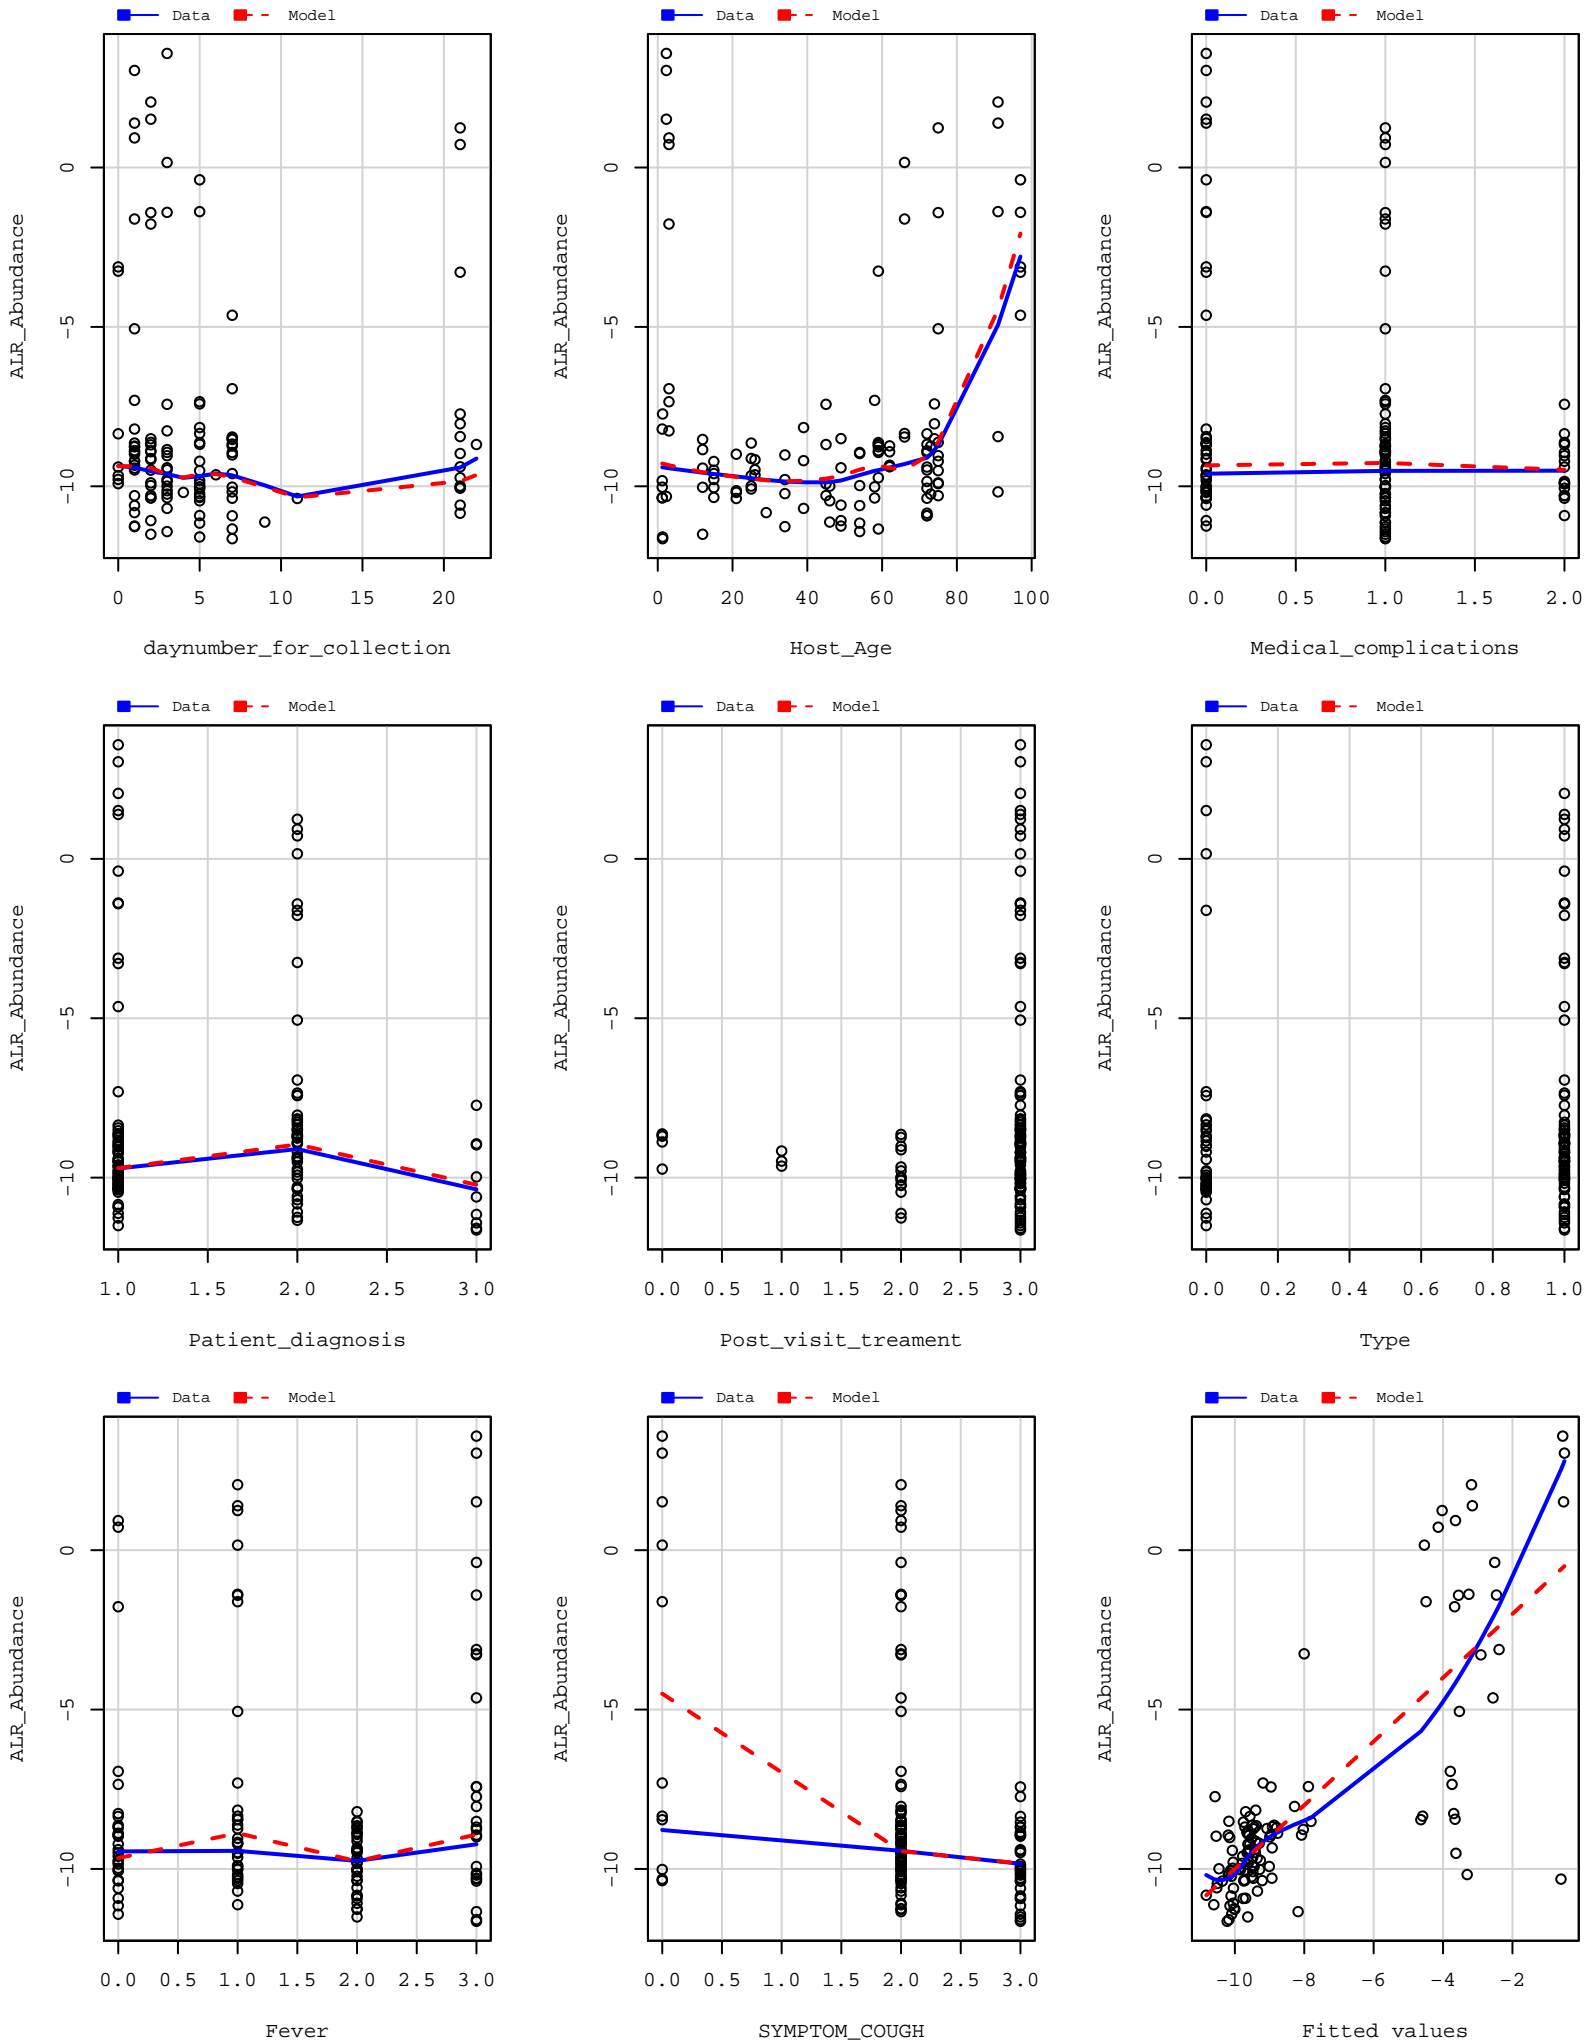 Data Model Data Model Data Model
ALR_Abundance ALR_Abundance ALR_Abundance
0 0 0
−5 −5 −5
−10 −10 −10
0 5 10 15 20 0 20 40 60 80 100 0.0 0.5 1.0 1.5 2.0
daynumber_for_collection Host_Age Medical_complications
Data Model Data Model Data Model
ALR_Abundance ALR_Abundance ALR_Abundance
0 0 0
−5 −5 −5
−10 −10 −10
1.0 1.5 2.0 2.5 3.0 0.0 0.5 1.0 1.5 2.0 2.5 3.0 0.0 0.2 0.4 0.6 0.8 1.0
Patient_diagnosis Post_visit_treament Type
Data Model Data Model Data Model
ALR_Abundance ALR_Abundance ALR_Abundance
0 0 0
−5 −5 −5
−10 −10 −10
0.0 0.5 1.0 1.5 2.0 2.5 3.0 0.0 0.5 1.0 1.5 2.0 2.5 3.0 −10 −8 −6 −4 −2
Fever SYMPTOM_COUGH Fitted values